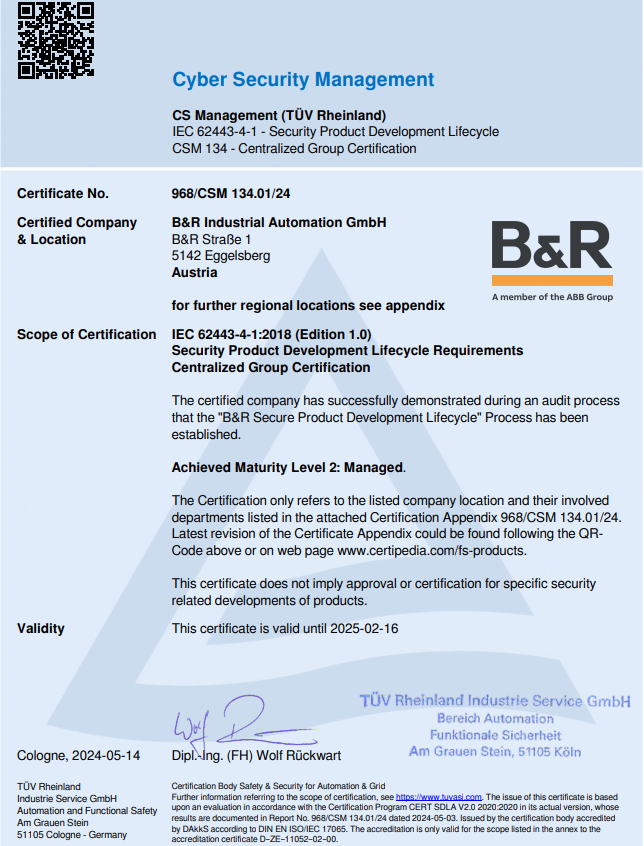 Cyber Security Management
CS Management (TÜV Rheinland)
IEC 62443-4-1 - Security Product Development Lifecycle
CSM 134 - Centralized Group Certification
Certificate No. 968/CSM 134.01/24
Certified Company & Location
B&R Industrial Automation GmbH
B&R Straße 1
5142 Eggelsberg
Austria
for further regional locations see appendix
B&R
A member of the ABB Group
Scope of Certification
IEC 62443-4-1:2018 (Edition 1.0)
Security Product Development Lifecycle Requirements
Centralized Group Certification
The certified company has successfully demonstrated during an audit process
that the "B&R Secure Product Development Lifecycle" Process has been
established.
Achieved Maturity Level 2: Managed.
The Certification only refers to the listed company location and their involved
departments listed in the attached Certification Appendix 968/CSM 134.01/24.
Latest revision of the Certificate Appendix could be found following the QR-
Code above or on web page www.certipedia.com/fs-products.
This certificate does not imply approval or certification for specific security
related developments of products.
Validity This certificate is valid until 2025-02-16
TÜV Rheinland Industrie Service GmbH
Bereich Automation
Funktionale Sicherheit
Am Grauen Stein, 51105 Köln
Cologne, 2024-05-14 Dipl.-Ing. (FH) Wolf Rückwart
TÜV Rheinland
Industrie Service GmbH
Automation and Functional Safety
Am Grauen Stein
51105 Cologne - Germany
Certification Body Safety & Security for Automation & Grid
Further information referring to the scope of certification, see https://www.tuvasi.com. The issue of this certificate is based
upon an evaluation in accordance with the Certification Program CERT SDLA V2.0 2020:2020 in its actual version, whose
results are documented in Report No. 968/CSM 134.01/24 dated 2024-05-03. Issued by the certification body accredited
by DAkkS according to DIN EN ISO/IEC 17065. The accreditation is only valid for the scope listed in the annex to the
accreditation certificate D-ZE-11052-02-00.